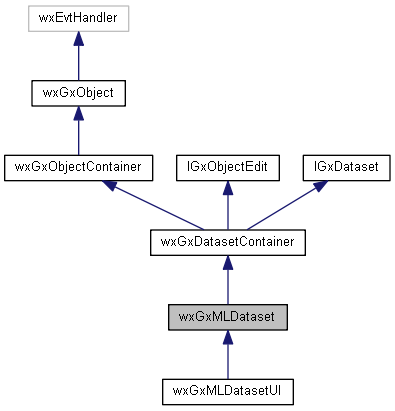 wxEvtHandler
wxGxObject
wxGxObjectContainer
IGxObjectEdit
IGxDataset
wxGxDatasetContainer
wxGxMLDataset
wxGxMLDatasetUI